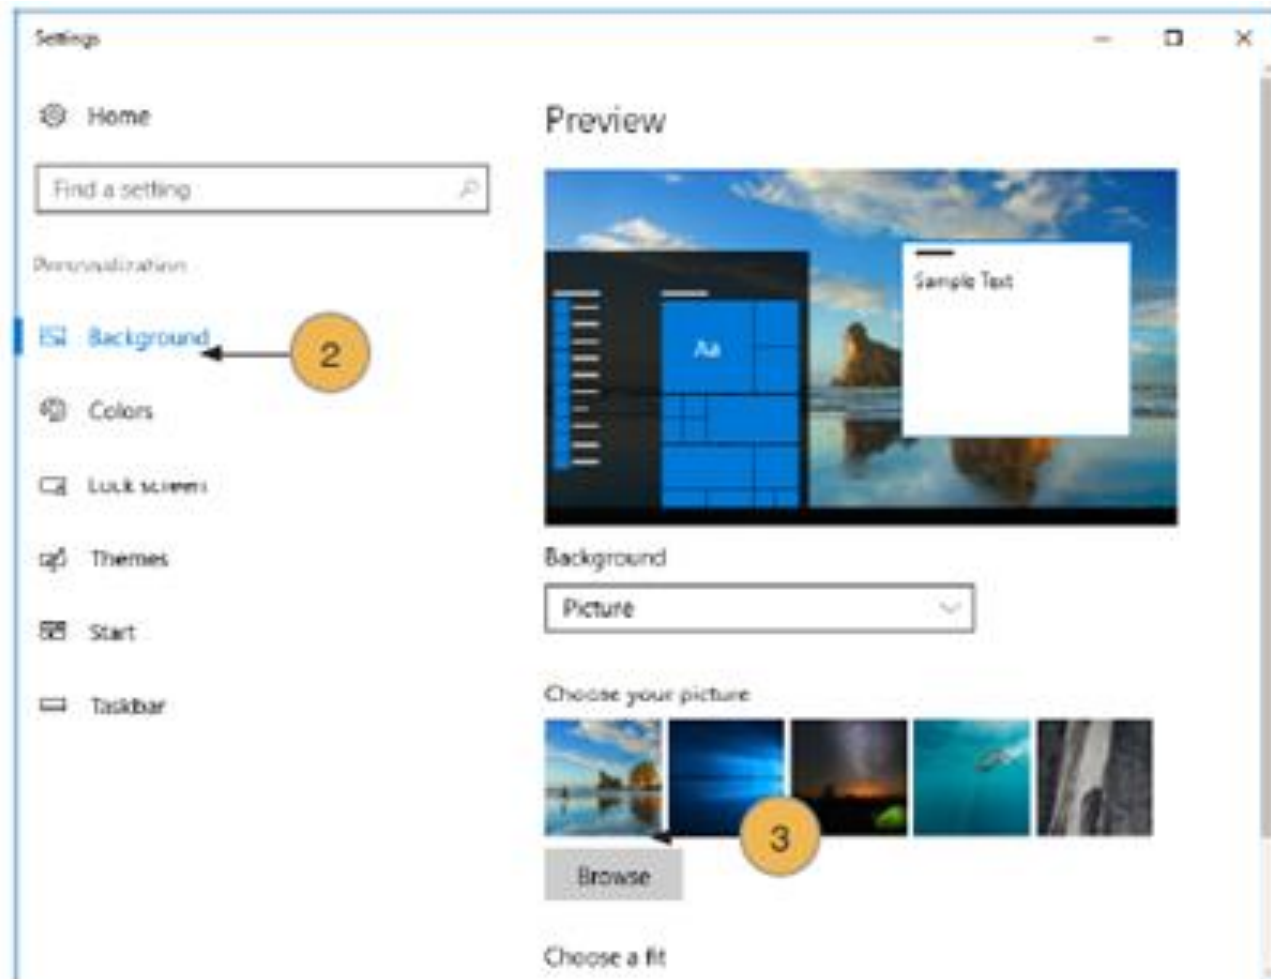 Settings
Home
Find a setting
Personalization
Background
2
Colors
Lock screen
Themes
Start
Taskbar
Preview
Sample Text
Aa
Background
Picture
Choose your picture
3
Browse
Choose a fit